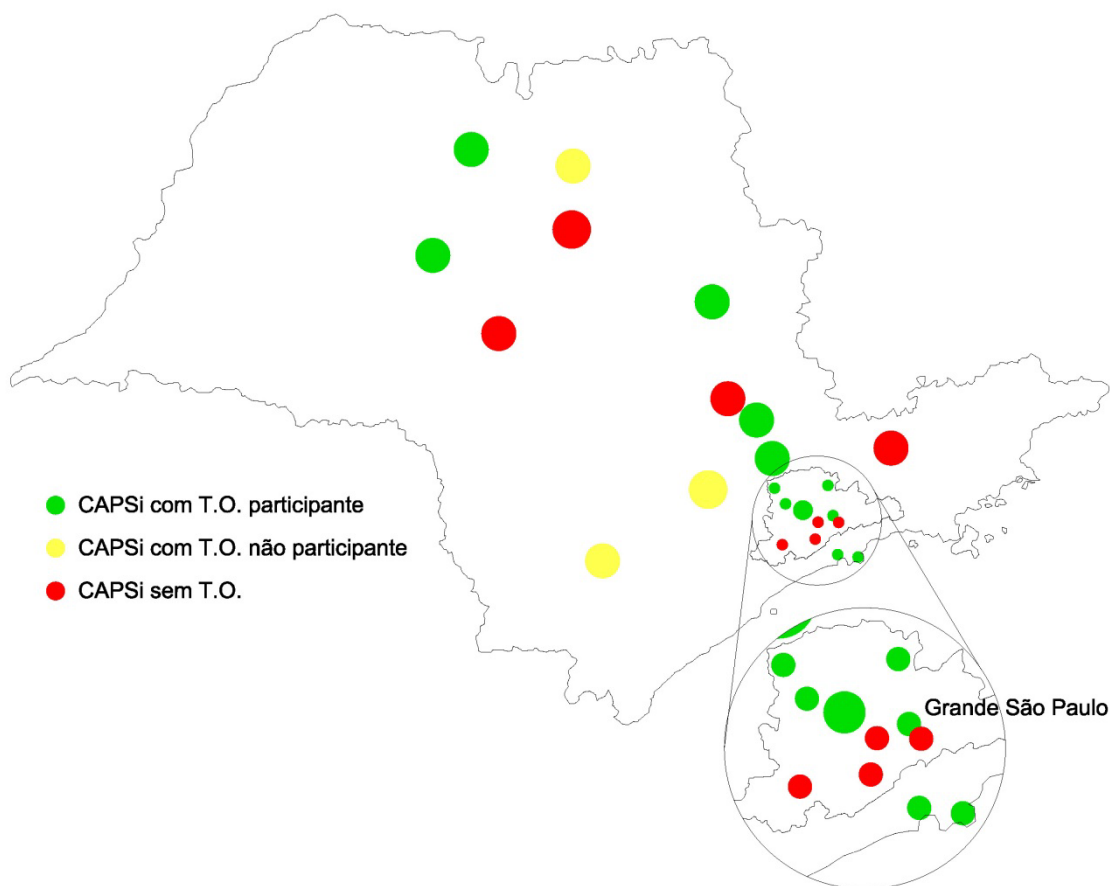 CAPSi com T.O. participante
CAPSi com T.O. não participante
CAPSi sem T.O.
Grande São Paulo